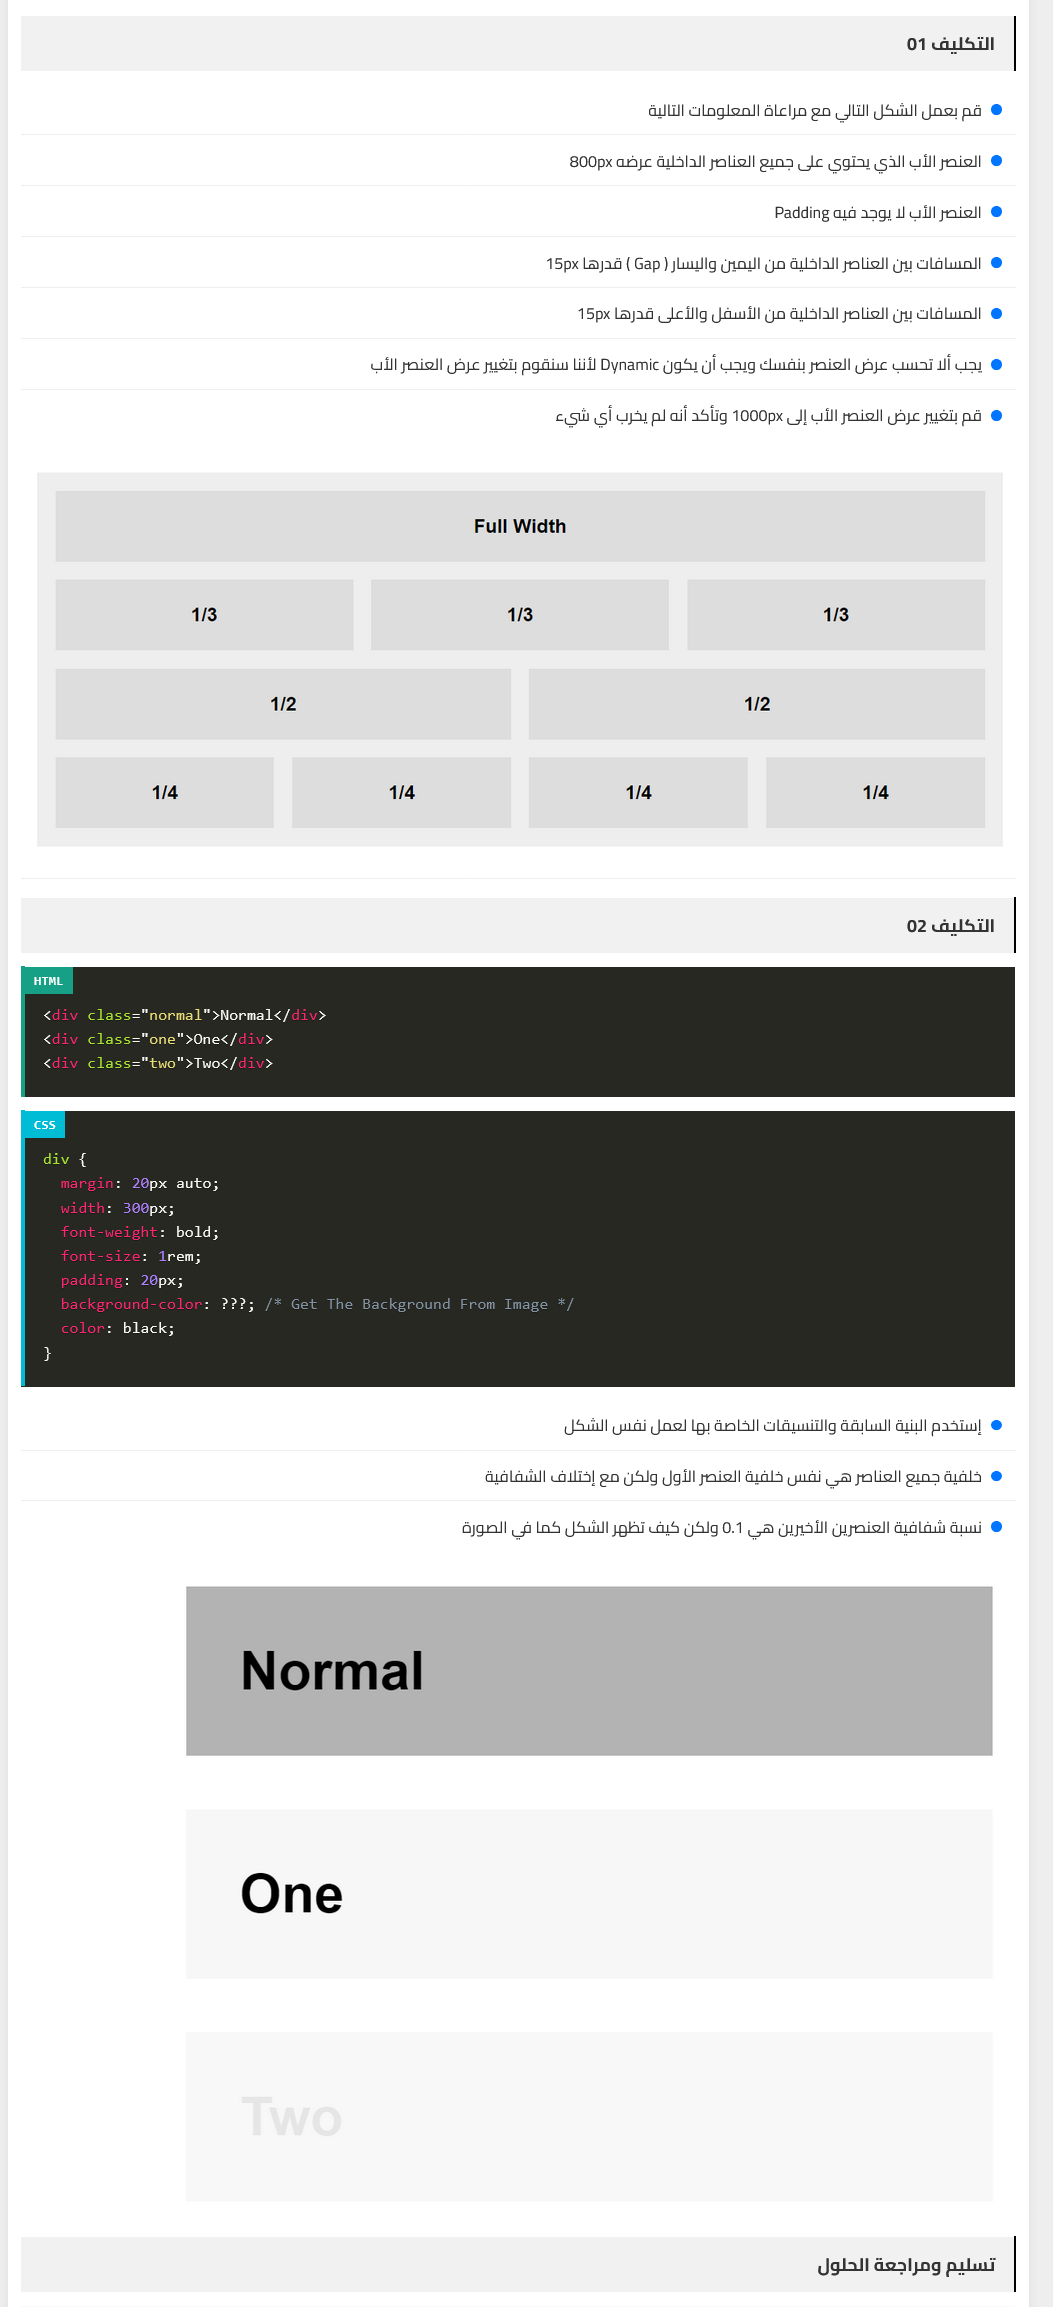 التكليف 01
قم بعمل الشكل التالي مع مراعاة المعلومات التالية
العنصر الأب الذي يحتوي على جميع العناصر الداخلية عرضه 800px
العنصر الأب لا يوجد فيه Padding
المسافات بين العناصر الداخلية من اليمين واليسار ( Gap ) قدرها 15px
المسافات بين العناصر الداخلية من الأسفل والأعلى قدرها 15px
يجب ألا تحسب عرض العنصر بنفسك ويجب أن يكون Dynamic لأننا سنقوم بتغيير عرض العنصر الأب
قم بتغيير عرض العنصر الأب إلى 1000px وتأكد أنه لم يخرب أي شيء
Full Width
1/3 1/3 1/3
1/2 1/2
1/4 1/4 1/4 1/4
التكليف 02
HTML
<div class="normal">Normal</div>
<div class="one">One</div>
<div class="two">Two</div>
CSS
div {
  margin: 20px auto;
  width: 300px;
  font-weight: bold;
  font-size: 1rem;
  padding: 20px;
  background-color: ???; /* Get The Background From Image */
  color: black;
}
إستخدم البنية السابقة والتنسيقات الخاصة بها لعمل نفس الشكل
خلفية جميع العناصر هي نفس خلفية العنصر الأول ولكن مع إختلاف الشفافية
نسبة شفافية العنصرين الأخيرين هي 0.1 ولكن كيف تظهر الشكل كما في الصورة
Normal
One
Two
تسليم ومراجعة الحلول